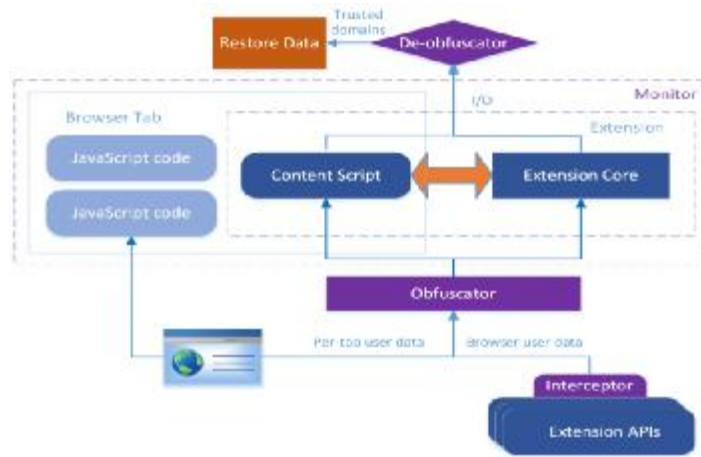 Trusted
domains
Restore Data
De-obfuscator
Monitor
I/O
Browser Tab
Extension
JavaScript code
Content Script
Extension Core
JavaScript code
Obfuscator
Per-tab user data
Browser user data
Interceptor
Extension APIs